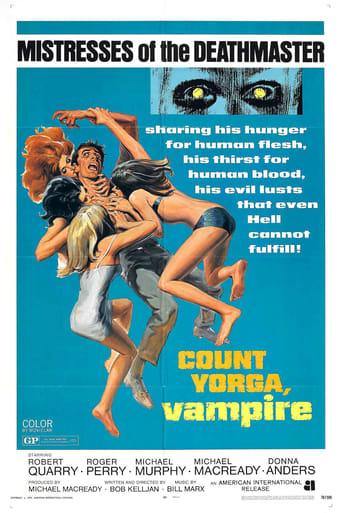 MISTRESSES of the DEATHMASTER
sharing his hunger
for human flesh,
his thirst for
human blood,
his evil lusts
that even
Hell
cannot
fulfill!
COUNT
YORGA,
vampire
COLOR
BY MOVIELAB
GP
STARRING
ROBERT QUARRY
ROGER PERRY
MICHAEL MURPHY
MICHAEL MACREADY
DONNA ANDERS
PRODUCED BY
MICHAEL MACREADY
WRITTEN AND DIRECTED BY
BOB KELLJAN
MUSIC BY
BILL MARX
AN AMERICAN INTERNATIONAL
RELEASE